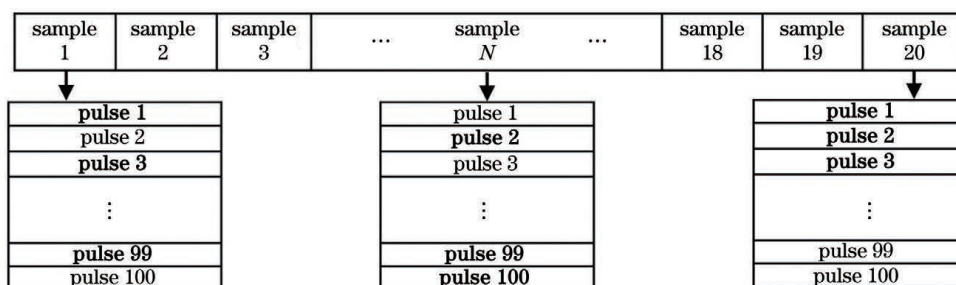 sample 1
sample 2
sample 3
... sample N ...
sample 18
sample 19
sample 20
pulse 1
pulse 2
pulse 3
⋮
pulse 99
pulse 100
pulse 1
pulse 2
pulse 3
⋮
pulse 99
pulse 100
pulse 1
pulse 2
pulse 3
⋮
pulse 99
pulse 100